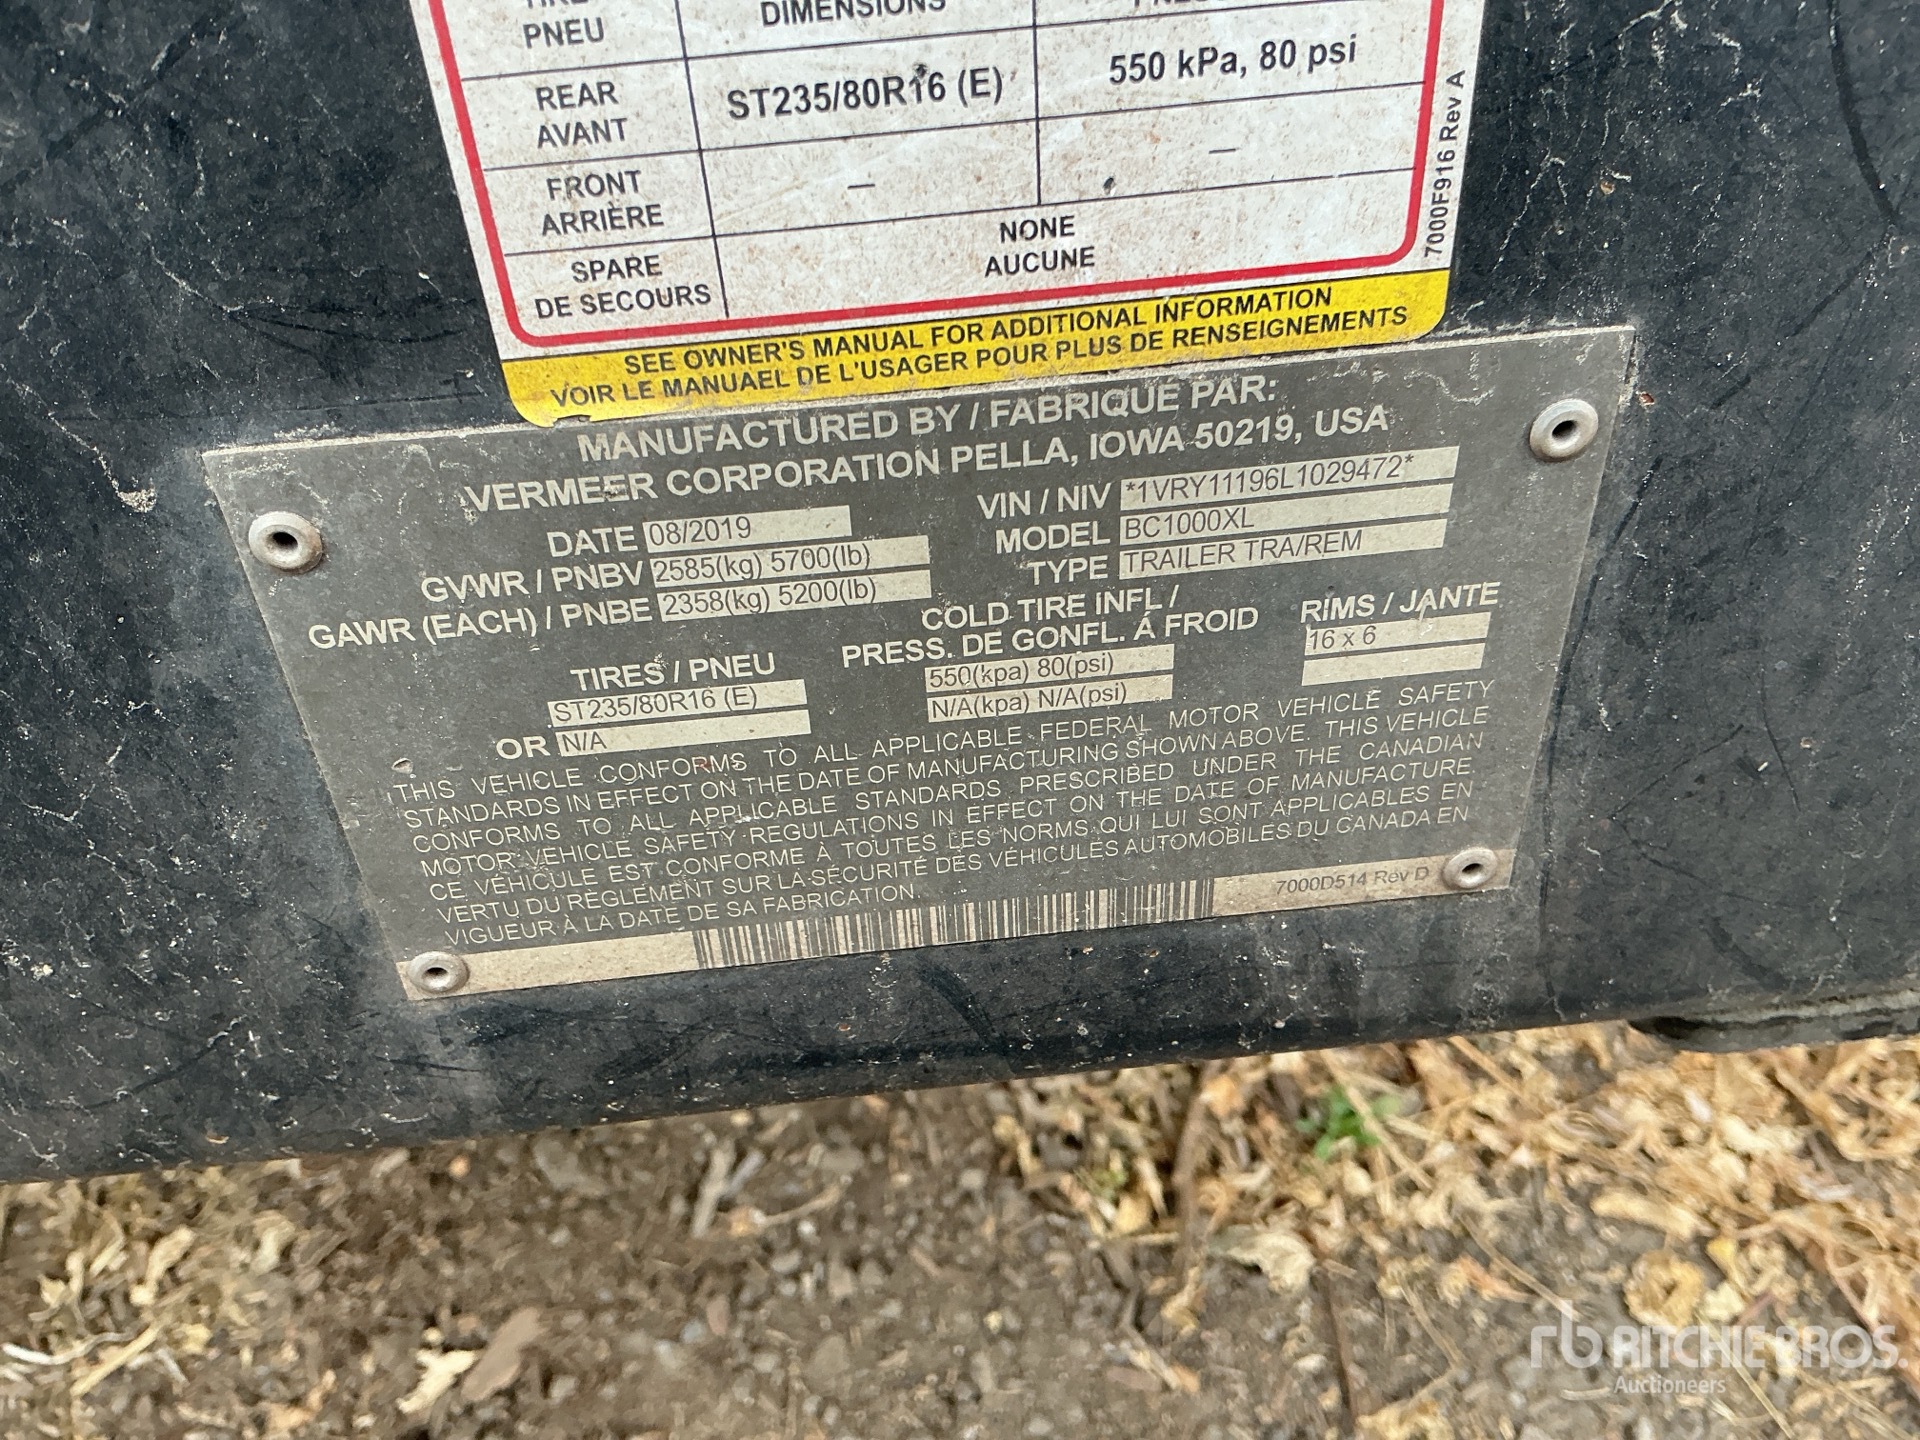 PNEU
DIMENSIONS
REAR
AVANT
ST235/80R16 (E)
550 kPa, 80 psi
FRONT
ARRIÈRE
–
–
SPARE
DE SECOURS
NONE
AUCUNE
7000F916 Rev A
SEE OWNER'S MANUAL FOR ADDITIONAL INFORMATION
VOIR LE MANUAEL DE L'USAGER POUR PLUS DE RENSEIGNEMENTS
MANUFACTURED BY / FABRIQUÉ PAR:
VERMEER CORPORATION PELLA, IOWA 50219, USA
DATE 08/2019
GVWR / PNBV 2585(kg) 5700(lb)
GAWR (EACH) / PNBE 2358(kg) 5200(lb)
VIN / NIV *1VRY11196L1029472*
MODEL BC1000XL
TYPE TRAILER TRA/REM
TIRES / PNEU
ST235/80R16 (E)
OR N/A
COLD TIRE INFL /
PRESS. DE GONFL. À FROID
550(kpa) 80(psi)
N/A(kpa) N/A(psi)
RIMS / JANTE
16 x 6
THIS VEHICLE CONFORMS TO ALL APPLICABLE FEDERAL MOTOR VEHICLE SAFETY
STANDARDS IN EFFECT ON THE DATE OF MANUFACTURING SHOWN ABOVE. THIS VEHICLE
CONFORMS TO ALL APPLICABLE STANDARDS PRESCRIBED UNDER THE CANADIAN
MOTOR VEHICLE SAFETY REGULATIONS IN EFFECT ON THE DATE OF MANUFACTURE.
CE VÉHICULE EST CONFORME À TOUTES LES NORMS QUI LUI SONT APPLICABLES EN
VERTU DU RÈGLEMENT SUR LA SÉCURITÉ DES VÉHICULES AUTOMOBILES DU CANADA EN
VIGUEUR À LA DATE DE SA FABRICATION.
7000D514 Rev D
rb RITCHIE BROS.
Auctioneers